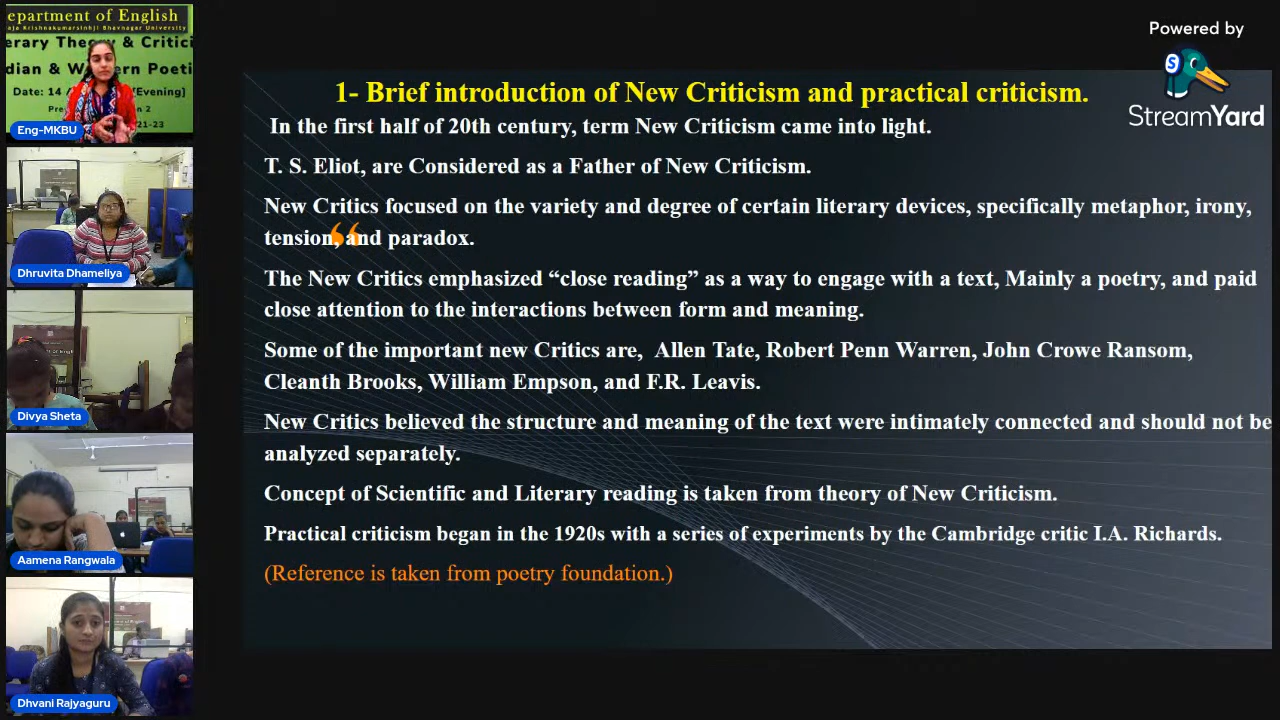 epartment of English
aja Krishnakumarsinhji Bhavnagar University
erary Theory & Critici
dian & W rn Poeti
Date: 14 (Evening)
Pre n 2
21-23
Eng-MKBU
Dhruvita Dhameliya
Divya Sheta
Aamena Rangwala
Dhvani Rajyaguru
Powered by
S
StreamYard
1- Brief introduction of New Criticism and practical criticism.
In the first half of 20th century, term New Criticism came into light.
T. S. Eliot, are Considered as a Father of New Criticism.
New Critics focused on the variety and degree of certain literary devices, specifically metaphor, irony,
tension, and paradox.
The New Critics emphasized “close reading” as a way to engage with a text, Mainly a poetry, and paid
close attention to the interactions between form and meaning.
Some of the important new Critics are, Allen Tate, Robert Penn Warren, John Crowe Ransom,
Cleanth Brooks, William Empson, and F.R. Leavis.
New Critics believed the structure and meaning of the text were intimately connected and should not be
analyzed separately.
Concept of Scientific and Literary reading is taken from theory of New Criticism.
Practical criticism began in the 1920s with a series of experiments by the Cambridge critic I.A. Richards.
(Reference is taken from poetry foundation.)